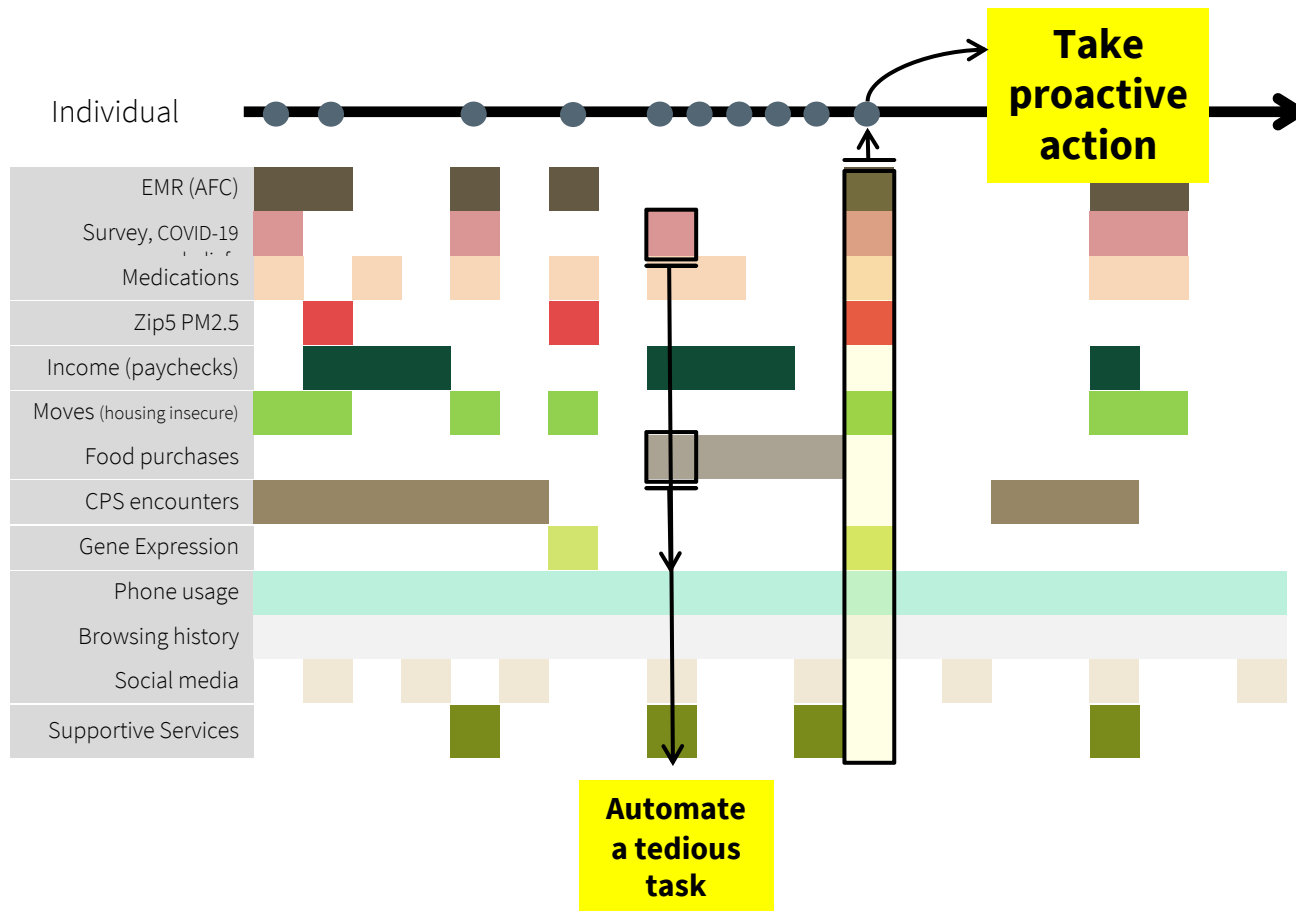 Take
proactive
action
Individual
EMR (AFC)
Survey, COVID-19
Medications
Zip5 PM2.5
Income (paychecks)
Moves (housing insecure)
Food purchases
CPS encounters
Gene Expression
Phone usage
Browsing history
Social media
Supportive Services
Automate
a tedious
task